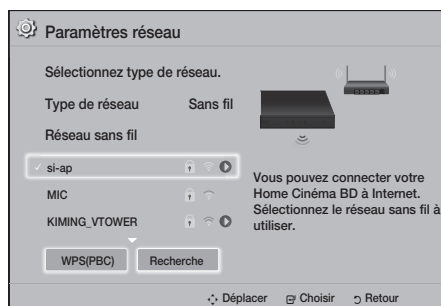 Paramètres réseau
Sélectionnez type de réseau.
Type de réseau Sans fil
Réseau sans fil
si-ap
MIC
KIMING_VTOWER
WPS(PBC) Recherche
Vous pouvez connecter votre
Home Cinéma BD à Internet.
Sélectionnez le réseau sans fil à
utiliser.
Déplacer Choisir Retour